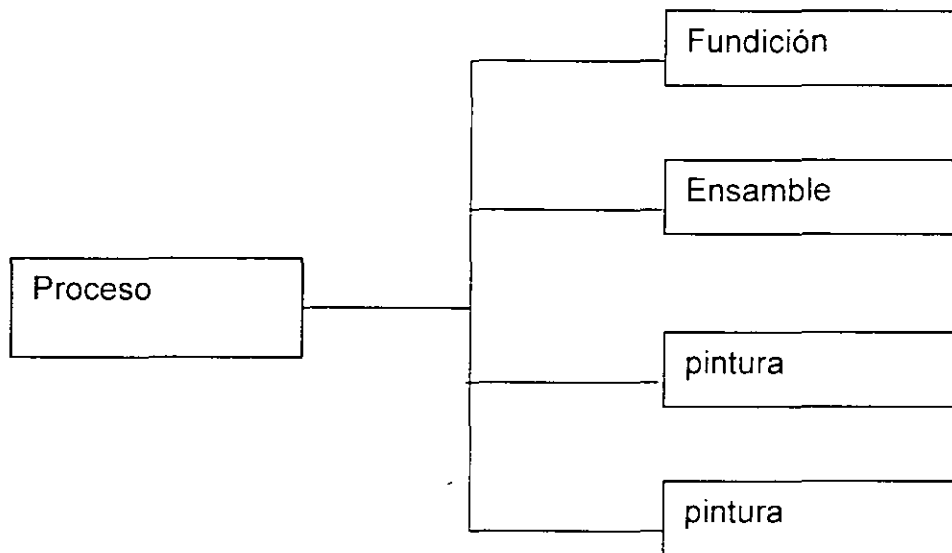 Fundición
Ensamble
Proceso
pintura
pintura